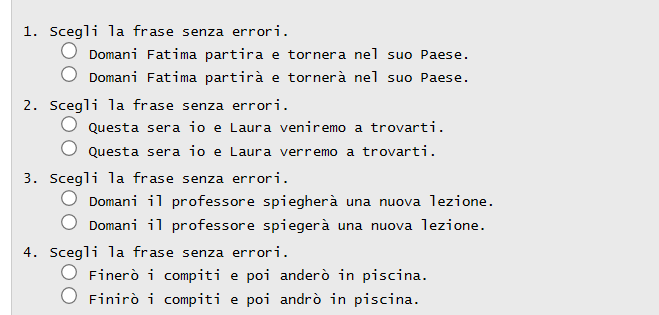 1. Scegli la frase senza errori.
Domani Fatima partira e tornera nel suo Paese.
Domani Fatima partirà e tornerà nel suo Paese.
2. Scegli la frase senza errori.
Questa sera io e Laura veniremo a trovarti.
Questa sera io e Laura verremo a trovarti.
3. Scegli la frase senza errori.
Domani il professore spiegherà una nuova lezione.
Domani il professore spiegerà una nuova lezione.
4. Scegli la frase senza errori.
Finerò i compiti e poi anderò in piscina.
Finirò i compiti e poi andrò in piscina.